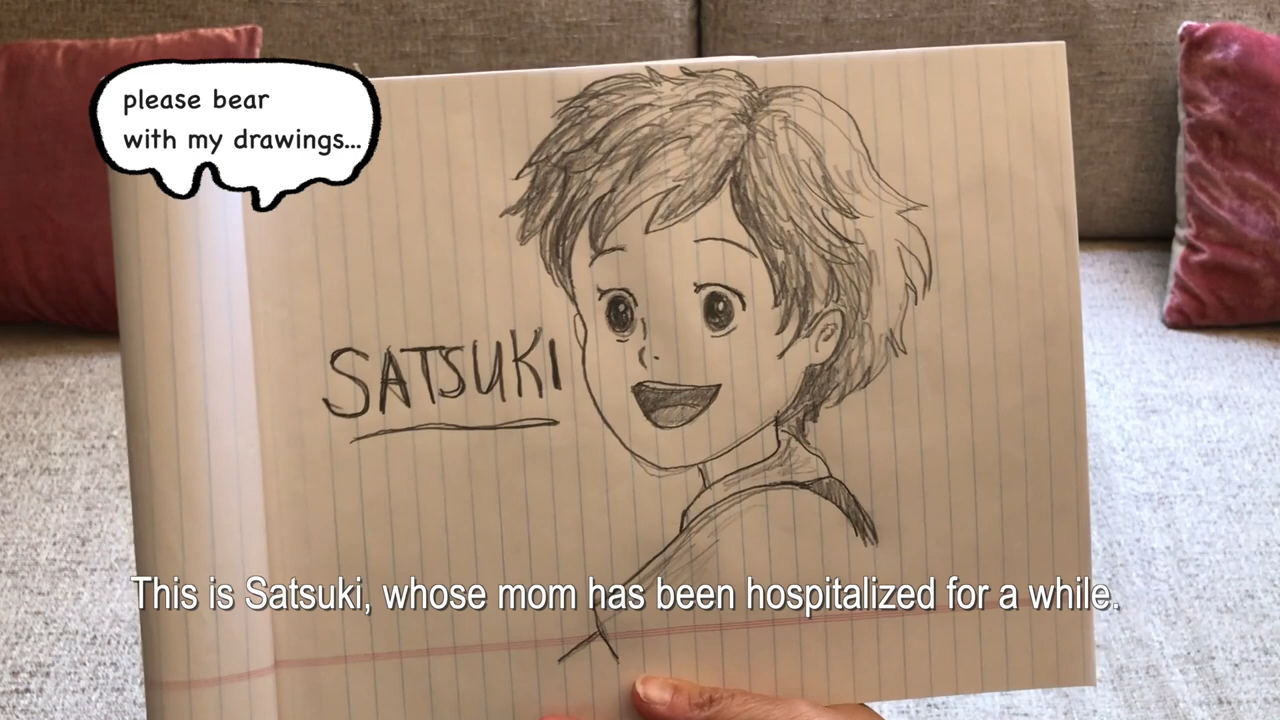 please bear
with my drawings...
SATSUKI
This is Satsuki, whose mom has been hospitalized for a while.